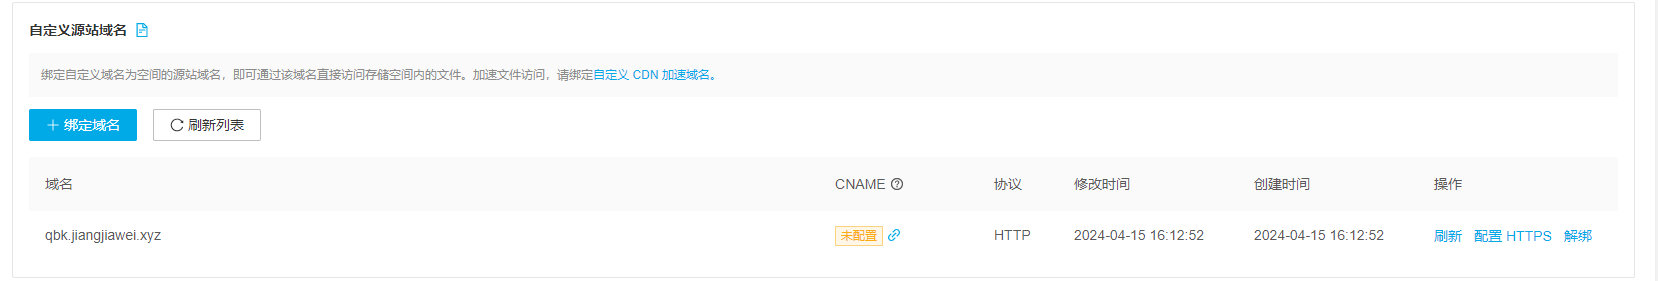 自定义源站域名
绑定自定义域名为空间的源站域名，即可通过该域名直接访问存储空间内的文件。加速文件访问，请绑定自定义 CDN 加速域名。
+ 绑定域名 刷新列表
域名 CNAME 协议 修改时间 创建时间 操作
qbk.jiangjiawei.xyz 未配置 HTTP 2024-04-15 16:12:52 2024-04-15 16:12:52 刷新 配置 HTTPS 解绑